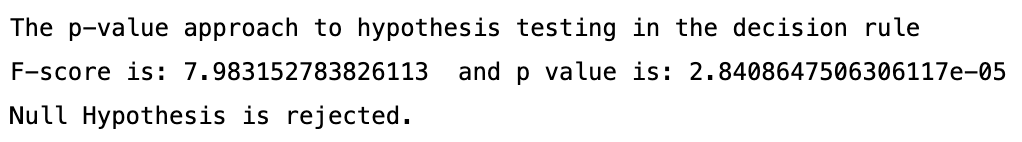 The p-value approach to hypothesis testing in the decision rule
F-score is: 7.983152783826113  and p value is: 2.8408647506306117e-05
Null Hypothesis is rejected.